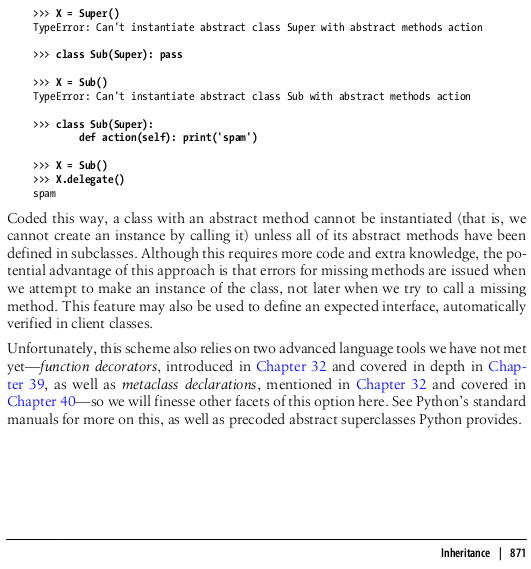 >>> X = Super()
TypeError: Can't instantiate abstract class Super with abstract methods action
>>> class Sub(Super): pass
>>> X = Sub()
TypeError: Can't instantiate abstract class Sub with abstract methods action
>>> class Sub(Super):
        def action(self): print('spam')
>>> X = Sub()
>>> X.delegate()
spam
Coded this way, a class with an abstract method cannot be instantiated (that is, we
cannot create an instance by calling it) unless all of its abstract methods have been
defined in subclasses. Although this requires more code and extra knowledge, the po-
tential advantage of this approach is that errors for missing methods are issued when
we attempt to make an instance of the class, not later when we try to call a missing
method. This feature may also be used to define an expected interface, automatically
verified in client classes.
Unfortunately, this scheme also relies on two advanced language tools we have not met
yet—function decorators, introduced in Chapter 32 and covered in depth in Chap-
ter 39, as well as metaclass declarations, mentioned in Chapter 32 and covered in
Chapter 40—so we will finesse other facets of this option here. See Python's standard
manuals for more on this, as well as precoded abstract superclasses Python provides.
Inheritance | 871